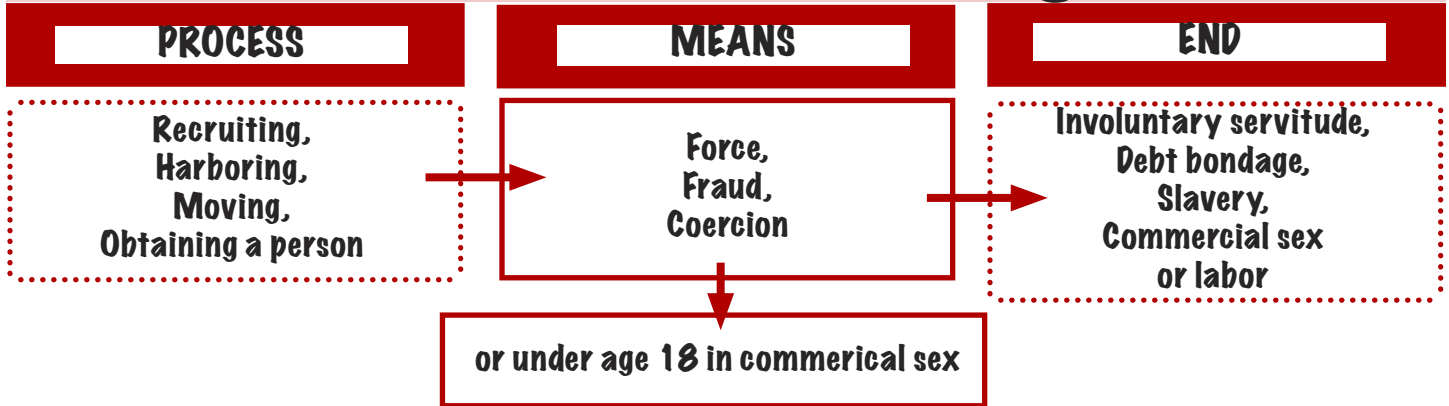 PROCESS
Recruiting,
Harboring,
Moving,
Obtaining a person
MEANS
Force,
Fraud,
Coercion
or under age 18 in commerical sex
END
Involuntary servitude,
Debt bondage,
Slavery,
Commercial sex
or labor